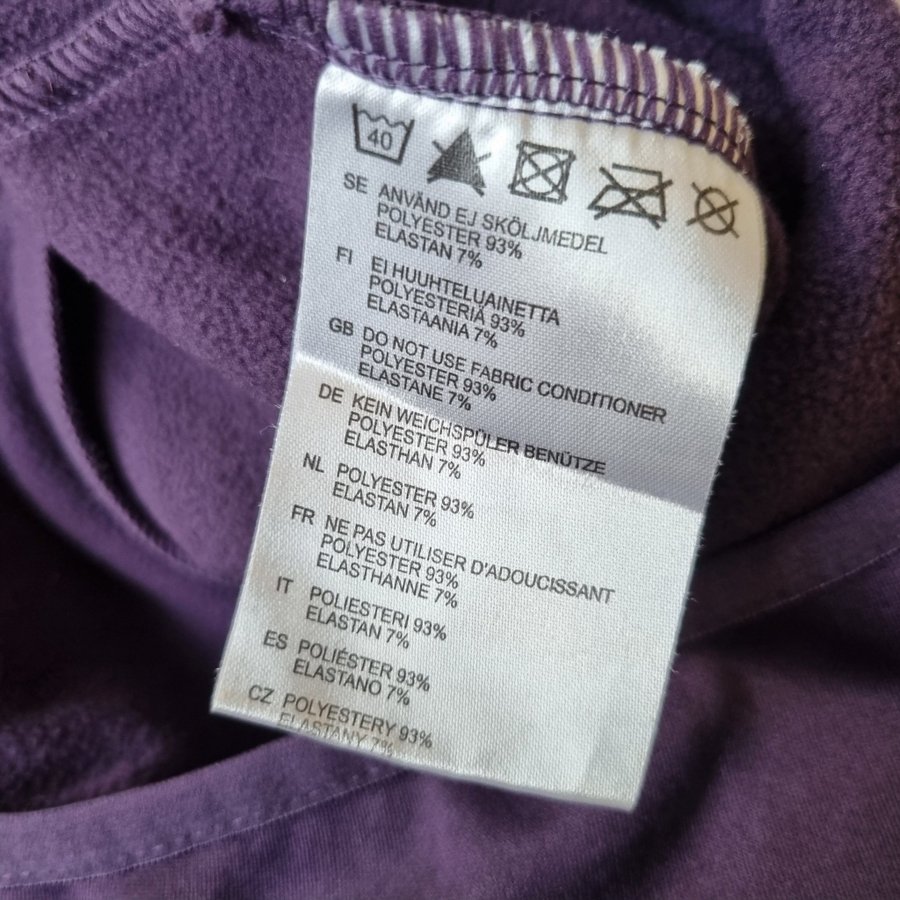 40
SE ANVÄND EJ SKÖLJMEDEL
POLYESTER 93%
ELASTAN 7%
FI EI HUUHTELUAINETTA
POLYESTERIA 93%
ELASTAANIA 7%
GB DO NOT USE FABRIC CONDITIONER
POLYESTER 93%
ELASTANE 7%
DE KEIN WEICHSPÜLER BENÜTZE
POLYESTER 93%
ELASTHAN 7%
NL POLYESTER 93%
ELASTAN 7%
FR NE PAS UTILISER D'ADOUCISSANT
POLYESTER 93%
ELASTHANNE 7%
IT POLIESTERI 93%
ELASTAN 7%
ES POLIÉSTER 93%
ELASTANO 7%
CZ POLYESTERY 93%
ELASTANY 7%